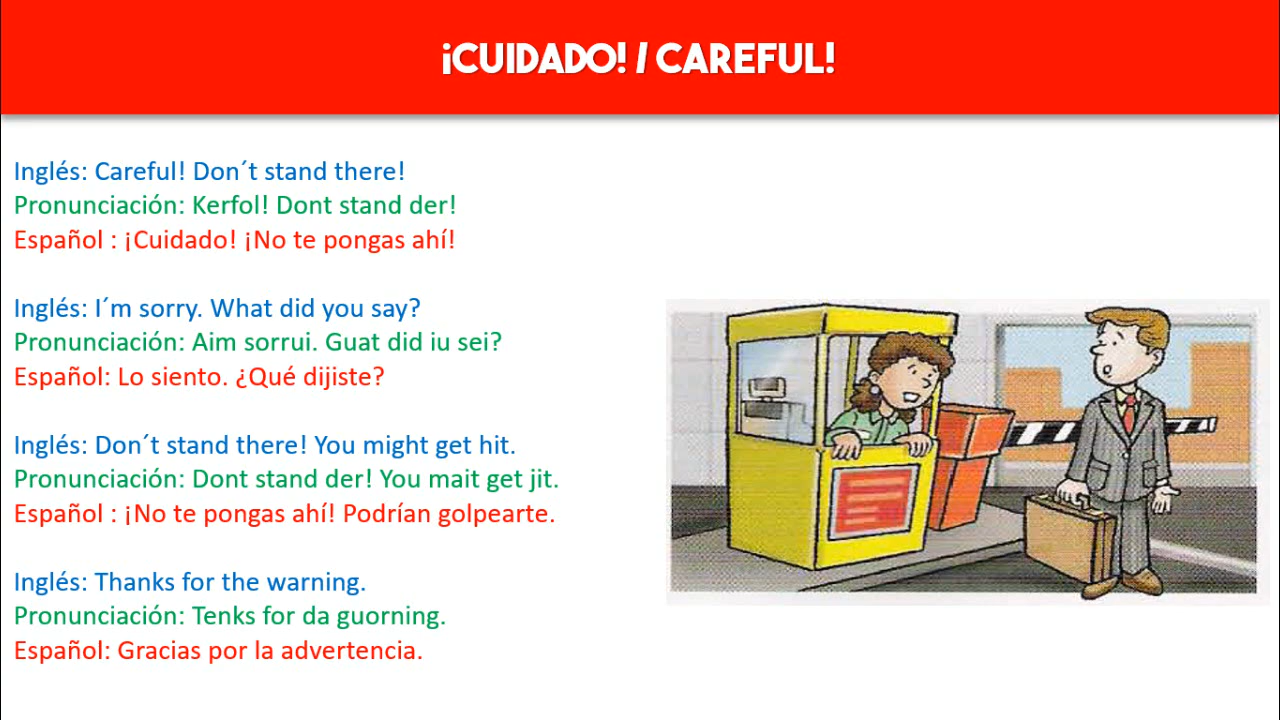 ¡CUIDADO! / CAREFUL!
Inglés: Careful! Don´t stand there!
Pronunciación: Kerfol! Dont stand der!
Español : ¡Cuidado! ¡No te pongas ahí!
Inglés: I´m sorry. What did you say?
Pronunciación: Aim sorrui. Guat did iu sei?
Español: Lo siento. ¿Qué dijiste?
Inglés: Don´t stand there! You might get hit.
Pronunciación: Dont stand der! You mait get jit.
Español : ¡No te pongas ahí! Podrían golpearte.
Inglés: Thanks for the warning.
Pronunciación: Tenks for da guorning.
Español: Gracias por la advertencia.